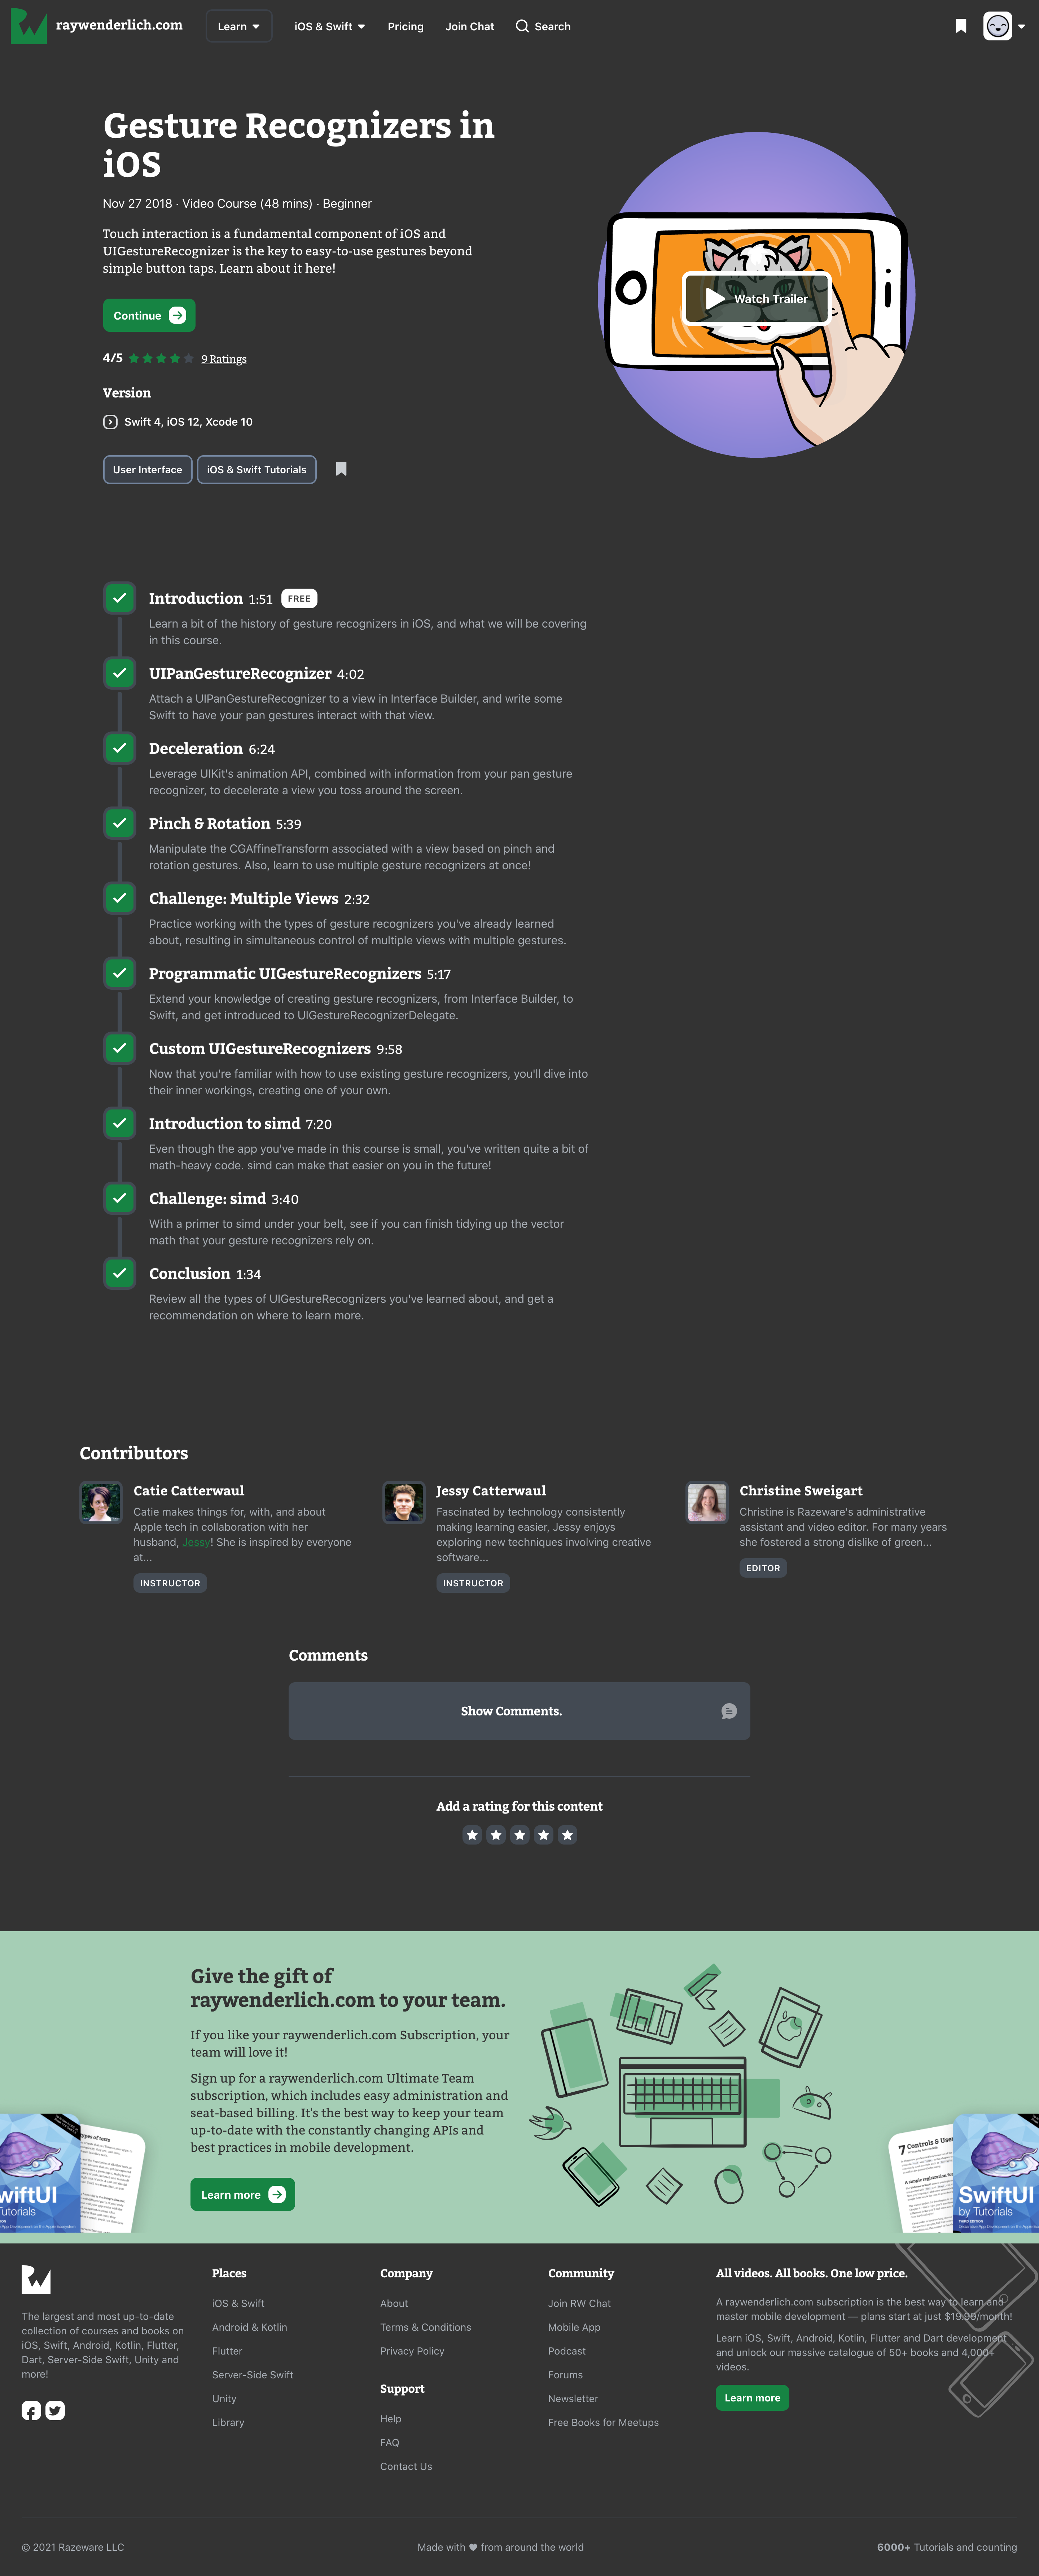 raywenderlich.com
Learn
iOS & Swift
Pricing
Join Chat
Search
Gesture Recognizers in
iOS
Nov 27 2018 · Video Course (48 mins) · Beginner
Touch interaction is a fundamental component of iOS and
UIGestureRecognizer is the key to easy-to-use gestures beyond
simple button taps. Learn about it here!
Continue
4/5
9 Ratings
Version
Swift 4, iOS 12, Xcode 10
User Interface
iOS & Swift Tutorials
Watch Trailer
Introduction 1:51 FREE
Learn a bit of the history of gesture recognizers in iOS, and what we will be covering
in this course.
UIPanGestureRecognizer 4:02
Attach a UIPanGestureRecognizer to a view in Interface Builder, and write some
Swift to have your pan gestures interact with that view.
Deceleration 6:24
Leverage UIKit's animation API, combined with information from your pan gesture
recognizer, to decelerate a view you toss around the screen.
Pinch & Rotation 5:39
Manipulate the CGAffineTransform associated with a view based on pinch and
rotation gestures. Also, learn to use multiple gesture recognizers at once!
Challenge: Multiple Views 2:32
Practice working with the types of gesture recognizers you've already learned
about, resulting in simultaneous control of multiple views with multiple gestures.
Programmatic UIGestureRecognizers 5:17
Extend your knowledge of creating gesture recognizers, from Interface Builder, to
Swift, and get introduced to UIGestureRecognizerDelegate.
Custom UIGestureRecognizers 9:58
Now that you're familiar with how to use existing gesture recognizers, you'll dive into
their inner workings, creating one of your own.
Introduction to simd 7:20
Even though the app you've made in this course is small, you've written quite a bit of
math-heavy code. simd can make that easier on you in the future!
Challenge: simd 3:40
With a primer to simd under your belt, see if you can finish tidying up the vector
math that your gesture recognizers rely on.
Conclusion 1:34
Review all the types of UIGestureRecognizers you've learned about, and get a
recommendation on where to learn more.
Contributors
Catie Catterwaul
Catie makes things for, with, and about
Apple tech in collaboration with her
husband, Jessy! She is inspired by everyone
at...
INSTRUCTOR
Jessy Catterwaul
Fascinated by technology consistently
making learning easier, Jessy enjoys
exploring new techniques involving creative
software...
INSTRUCTOR
Christine Sweigart
Christine is Razeware's administrative
assistant and video editor. For many years
she fostered a strong dislike of green...
EDITOR
Comments
Show Comments.
Add a rating for this content
Give the gift of
raywenderlich.com to your team.
If you like your raywenderlich.com Subscription, your
team will love it!
Sign up for a raywenderlich.com Ultimate Team
subscription, which includes easy administration and
seat-based billing. It's the best way to keep your team
up-to-date with the constantly changing APIs and
best practices in mobile development.
Learn more
wiftUI
Tutorials
7 Controls & User
SwiftUI
by Tutorials
The largest and most up-to-date
collection of courses and books on
iOS, Swift, Android, Kotlin, Flutter,
Dart, Server-Side Swift, Unity and
more!
Places
iOS & Swift
Android & Kotlin
Flutter
Server-Side Swift
Unity
Library
Company
About
Terms & Conditions
Privacy Policy
Support
Help
FAQ
Contact Us
Community
Join RW Chat
Mobile App
Podcast
Forums
Newsletter
Free Books for Meetups
All videos. All books. One low price.
A raywenderlich.com subscription is the best way to learn and
master mobile development — plans start at just $19.99/month!
Learn iOS, Swift, Android, Kotlin, Flutter and Dart development
and unlock our massive catalogue of 50+ books and 4,000+
videos.
Learn more
© 2021 Razeware LLC
Made with ♥ from around the world
6000+ Tutorials and counting